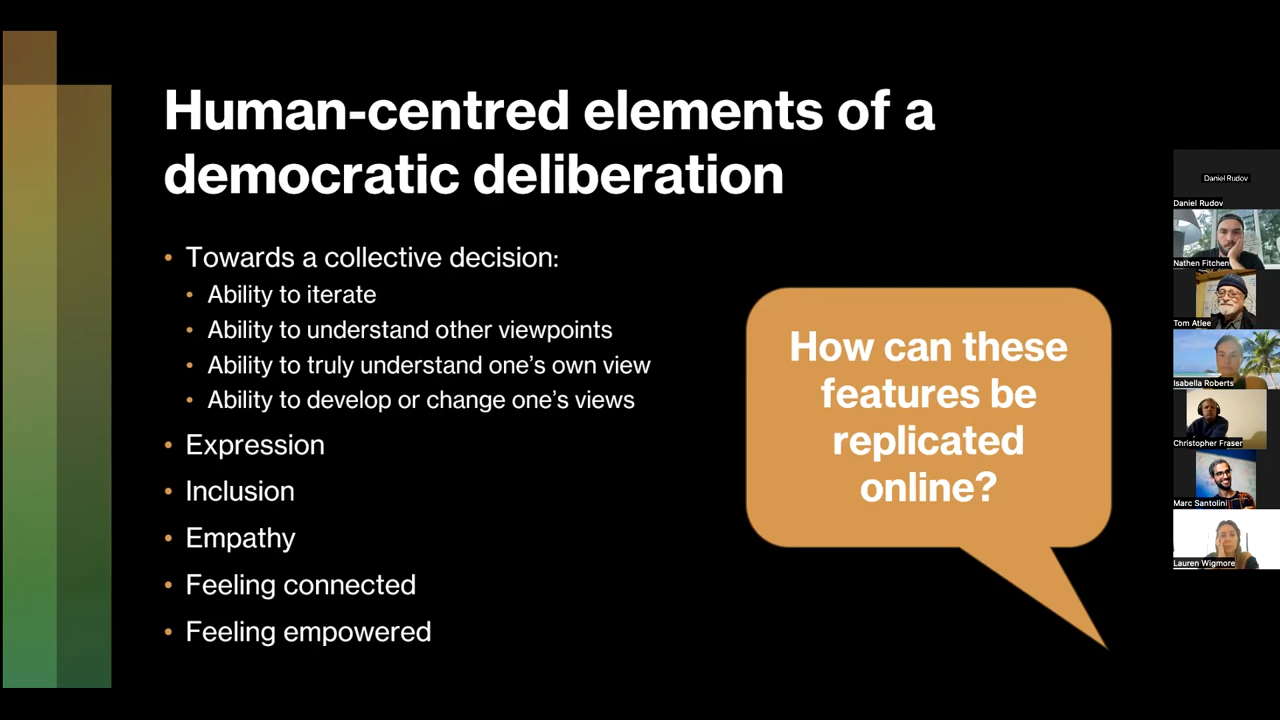 Human-centred elements of a
democratic deliberation
• Towards a collective decision:
• Ability to iterate
• Ability to understand other viewpoints
• Ability to truly understand one's own view
• Ability to develop or change one's views
• Expression
• Inclusion
• Empathy
• Feeling connected
• Feeling empowered
How can these
features be
replicated
online?
Daniel Rudov
Daniel Rudov
Nathen Fitchen
Tom Atlee
Isabella Roberts
Christopher Fraser
Marc Santolini
Lauren Wigmore